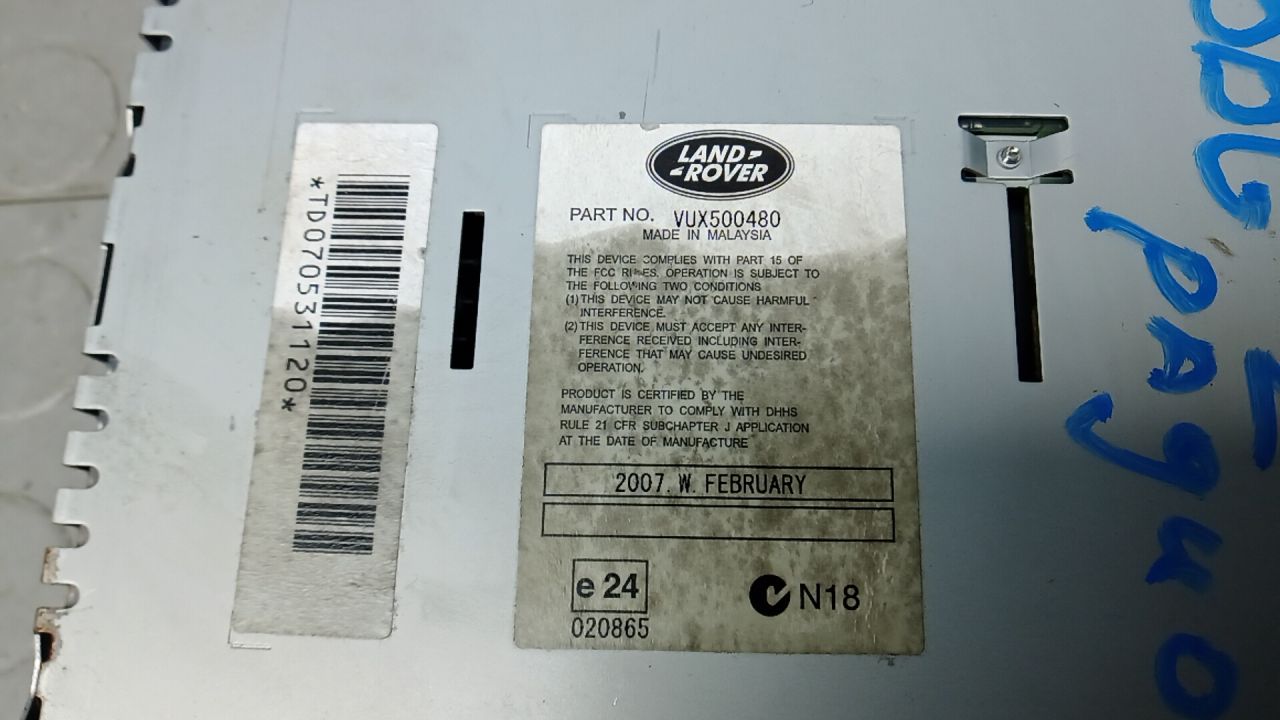 *TD070531120*
LAND-
-ROVER
PART NO. VUX500480
MADE IN MALAYSIA
THIS DEVICE COMPLIES WITH PART 15 OF
THE FCC RULES. OPERATION IS SUBJECT TO
THE FOLLOWING TWO CONDITIONS
(1) THIS DEVICE MAY NOT CAUSE HARMFUL
INTERFERENCE.
(2) THIS DEVICE MUST ACCEPT ANY INTER-
FERENCE RECEIVED INCLUDING INTER-
FERENCE THAT MAY CAUSE UNDESIRED
OPERATION.
PRODUCT IS CERTIFIED BY THE
MANUFACTURER TO COMPLY WITH DHHS
RULE 21 CFR SUBCHAPTER J APPLICATION
AT THE DATE OF MANUFACTURE
2007. W. FEBRUARY
e 24
020865
N18
радио